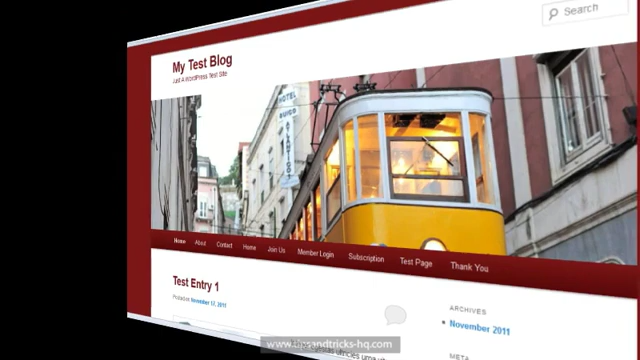 Search
My Test Blog
Just A WordPress Test Site
HOTEL
Home About Contact Home Join Us Member Login Subscription Test Page Thank You
Test Entry 1
Posted on November 17, 2011
ARCHIVES
November 2011
META
www.tipsandtricks-hq.com